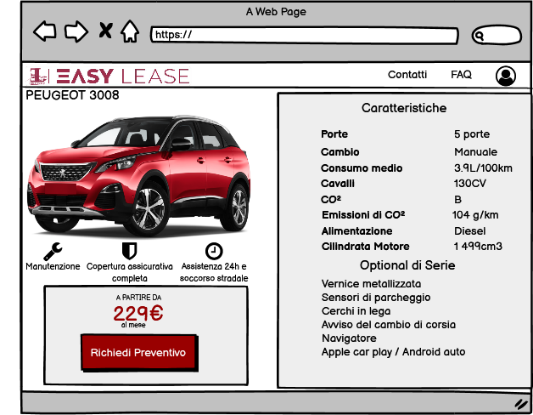 A Web Page
https://
EASY LEASE
Contatti FAQ
PEUGEOT 3008
Manutenzione
Copertura assicurativa
completa
Assistenza 24h e
soccorso stradale
A PARTIRE DA
229€
al mese
Richiedi Preventivo
Caratteristiche
Porte 5 porte
Cambio Manuale
Consumo medio 3.9L/100km
Cavalli 130CV
CO² B
Emissioni di CO² 104 g/km
Alimentazione Diesel
Cilindrata Motore 1 499cm3
Optional di Serie
Vernice metallizzata
Sensori di parcheggio
Cerchi in lega
Avviso del cambio di corsia
Navigatore
Apple car play / Android auto